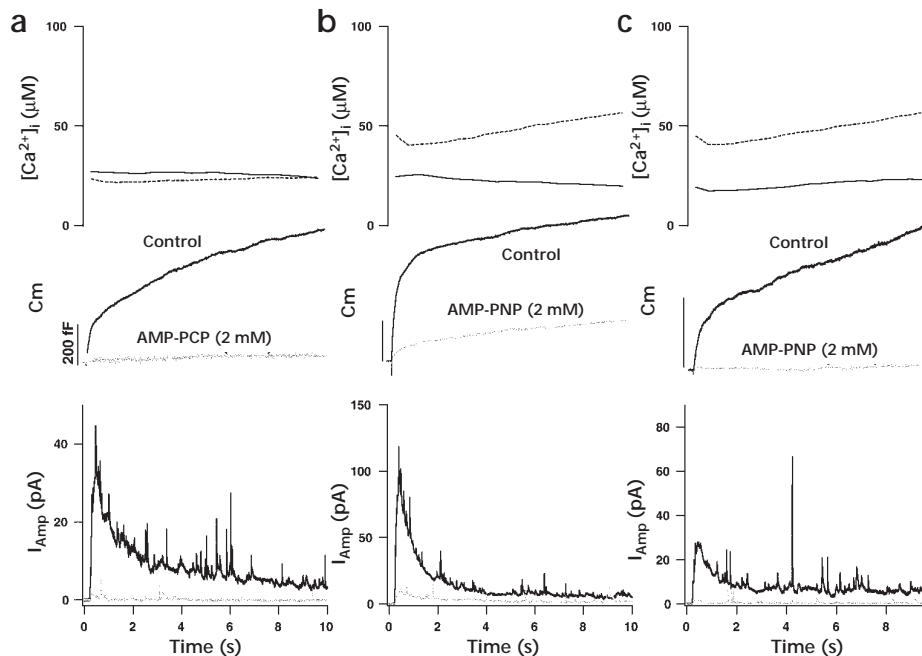 a
b
c
100
50
0
[Ca²⁺]ᵢ (μM)
100
50
0
[Ca²⁺]ᵢ (μM)
100
50
0
[Ca²⁺]ᵢ (μM)
Control
AMP-PCP (2 mM)
Cm
200 fF
Control
AMP-PNP (2 mM)
Cm
Control
AMP-PNP (2 mM)
Cm
40
20
0
I_Amp (pA)
0 2 4 6 8 10
Time (s)
150
100
50
0
I_Amp (pA)
0 2 4 6 8 10
Time (s)
80
60
40
20
0
I_Amp (pA)
0 2 4 6 8
Time (s)